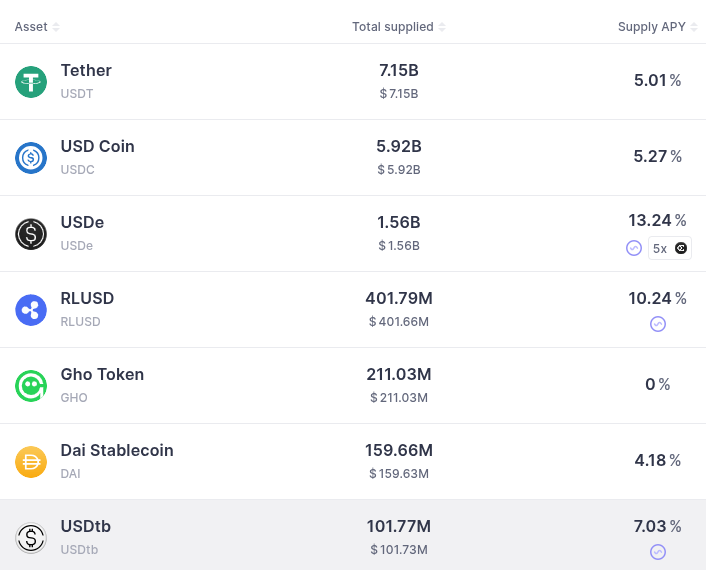 Asset Total supplied Supply APY
Tether 7.15B 5.01 %
USDT $ 7.15B
USD Coin 5.92B 5.27 %
USDC $ 5.92B
USDe 1.56B 13.24 %
USDe $ 1.56B 5x
RLUSD 401.79M 10.24 %
RLUSD $ 401.66M
Gho Token 211.03M 0 %
GHO $ 211.03M
Dai Stablecoin 159.66M 4.18 %
DAI $ 159.63M
USDtb 101.77M 7.03 %
USDtb $ 101.73M